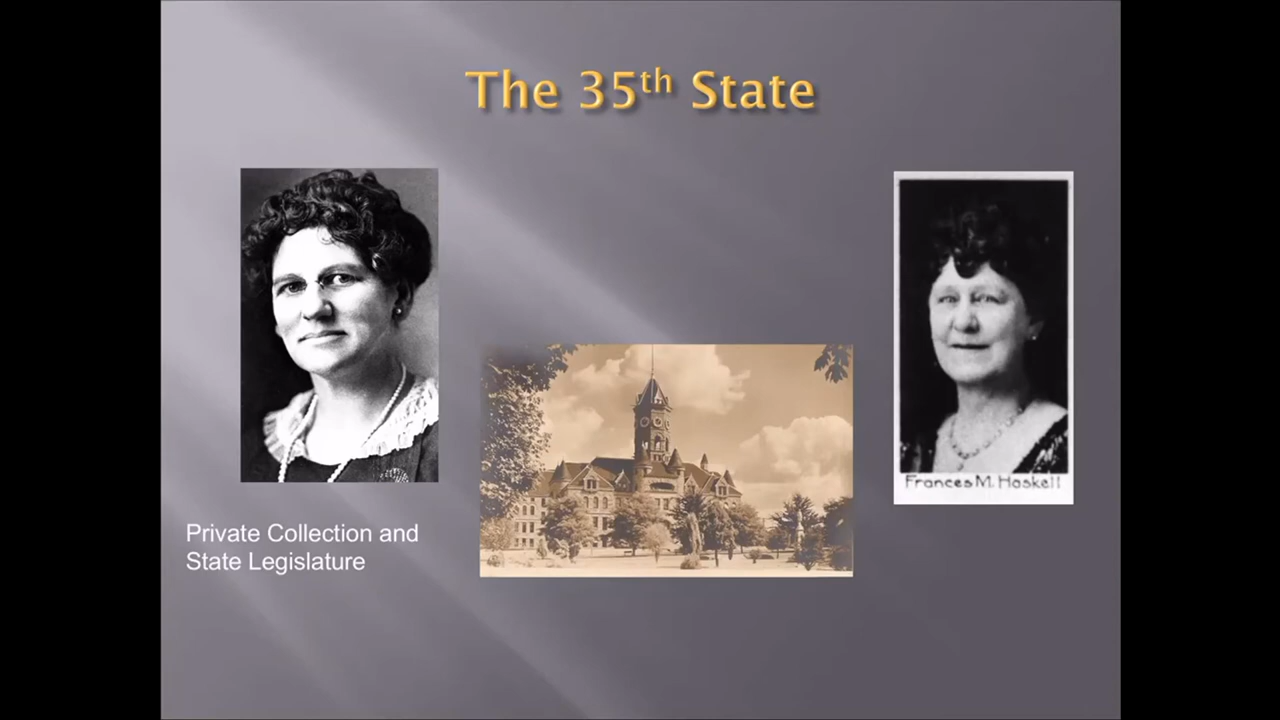 The 35th State
Frances M. Haskell
Private Collection and
State Legislature